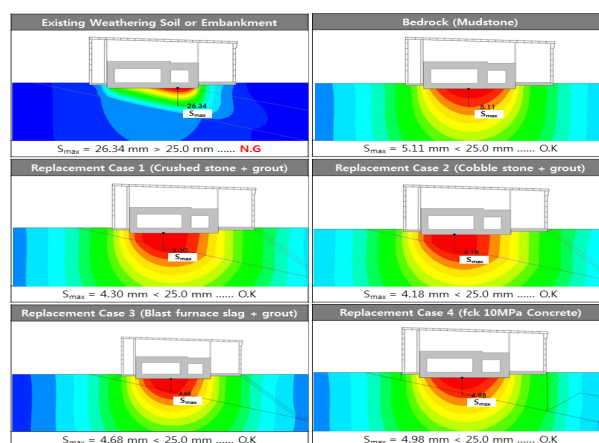 Existing Weathering Soil or Embankment
26.34
Smax
Smax = 26.34 mm > 25.0 mm ...... N.G
Bedrock (Mudstone)
5.11
Smax
Smax = 5.11 mm < 25.0 mm ...... O.K
Replacement Case 1 (Crushed stone + grout)
Smax
Smax = 4.30 mm < 25.0 mm ...... O.K
Replacement Case 2 (Cobble stone + grout)
4.18
Smax
Smax = 4.18 mm < 25.0 mm ...... O.K
Replacement Case 3 (Blast furnace slag + grout)
4.68
Smax
Smax = 4.68 mm < 25.0 mm ...... O.K
Replacement Case 4 (fck 10MPa Concrete)
4.98
Smax
Smax = 4.98 mm < 25.0 mm ...... O.K